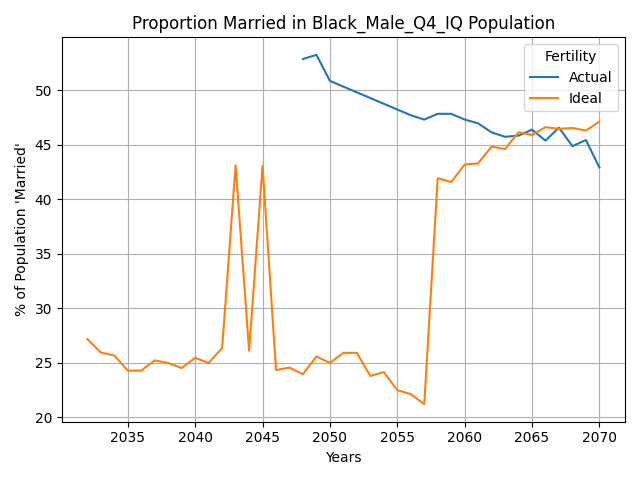 Proportion Married in Black_Male_Q4_IQ Population
% of Population 'Married'
50
45
40
35
30
25
20
2035
2040
2045
2050
2055
2060
2065
2070
Years
Fertility
Actual
Ideal